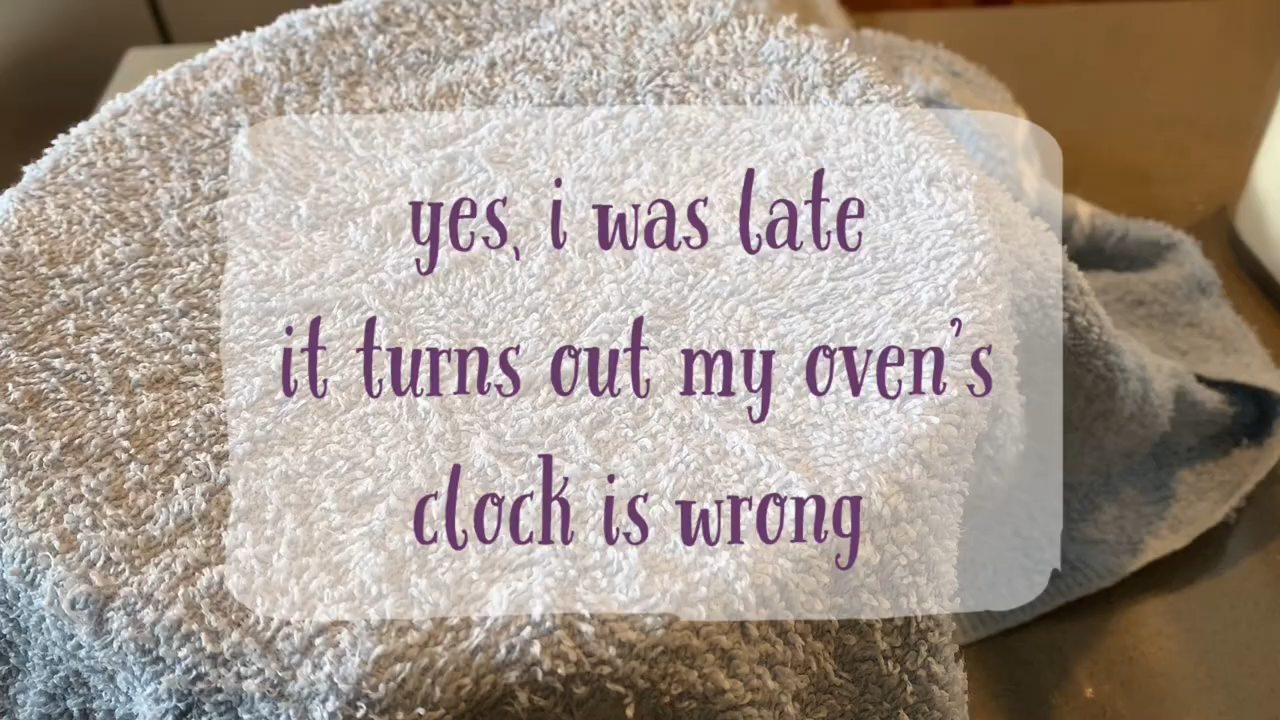 yes, i was late
it turns out my oven's
clock is wrong